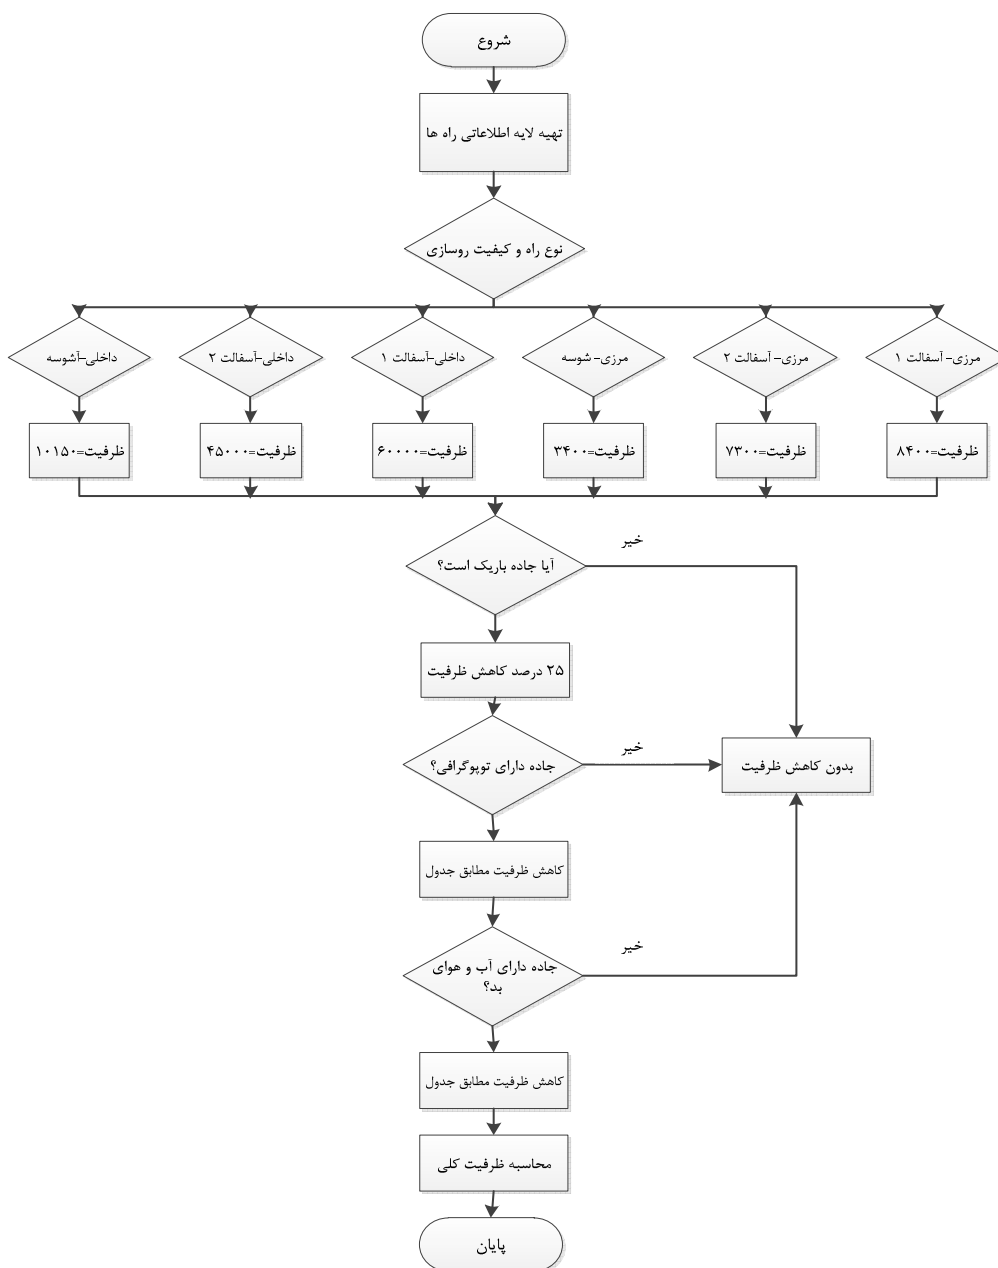 شروع
تهیه لایه اطلاعاتی راه ها
نوع راه و کیفیت روسازی
مرزی- آسفالت ۱
مرزی- آسفالت ۲
مرزی- شوسه
داخلی-آسفالت ۱
داخلی-آسفالت ۲
داخلی-آشوسه
ظرفیت=۸۴۰۰
ظرفیت=۷۳۰۰
ظرفیت=۳۴۰۰
ظرفیت=۶۰۰۰۰
ظرفیت=۴۵۰۰۰
ظرفیت=۱۰۱۵۰
خیر
آیا جاده باریک است؟
۲۵ درصد کاهش ظرفیت
خیر
جاده دارای توپوگرافی؟
بدون کاهش ظرفیت
کاهش ظرفیت مطابق جدول
خیر
جاده دارای آب و هوای
بد؟
کاهش ظرفیت مطابق جدول
محاسبه ظرفیت کلی
پایان